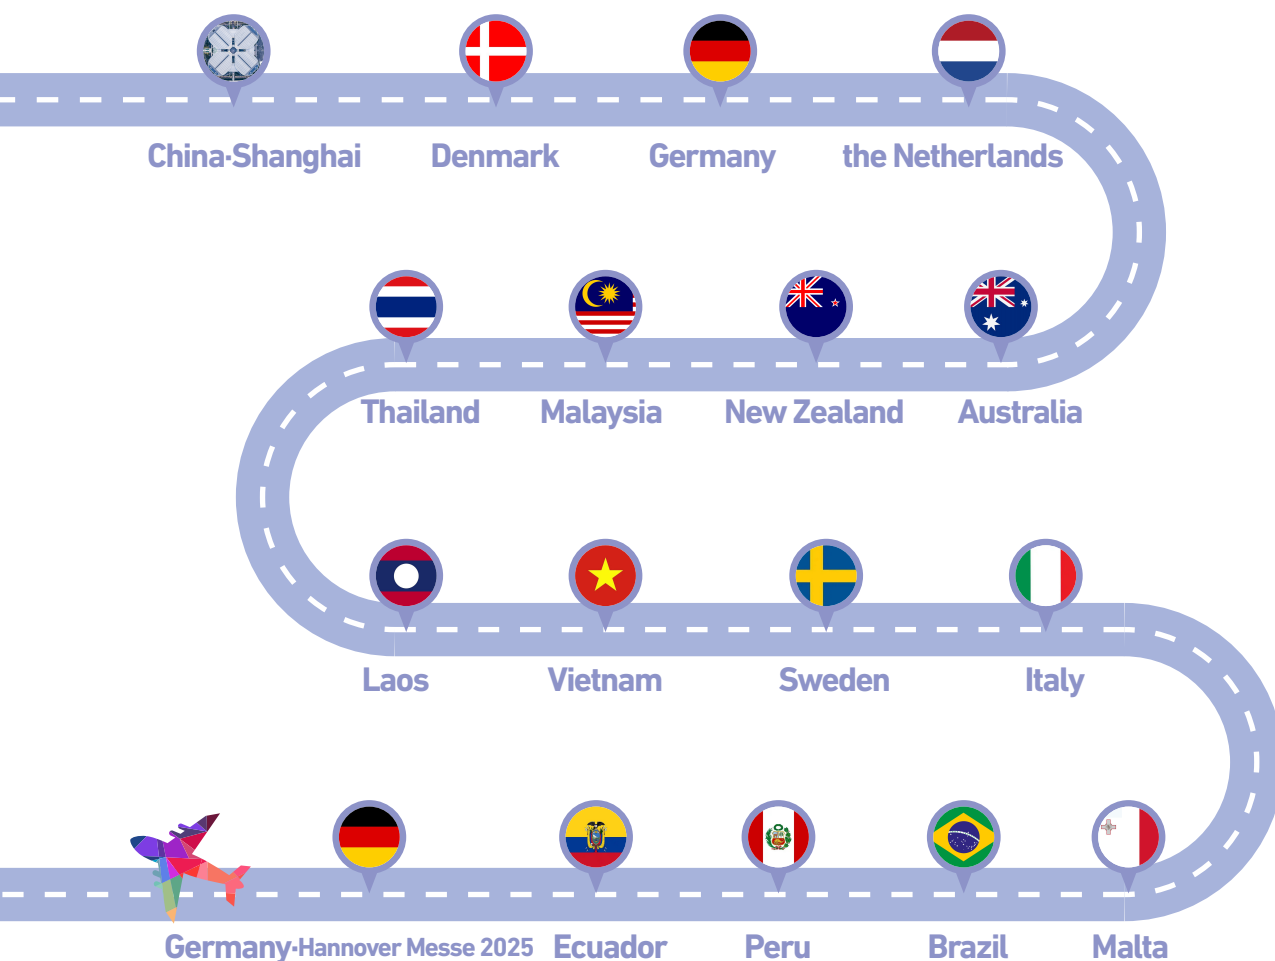 China·Shanghai
Denmark
Germany
the Netherlands
Thailand
Malaysia
New Zealand
Australia
Laos
Vietnam
Sweden
Italy
Germany·Hannover Messe 2025
Ecuador
Peru
Brazil
Malta